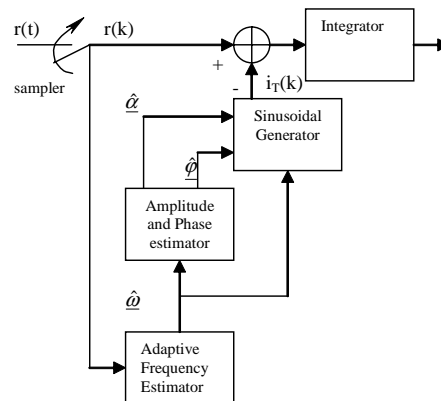 r(t) r(k) Integrator
+
sampler
- i_T(k)
α̂
Sinusoidal
Generator
φ̂
Amplitude
and Phase
estimator
ω̂
Adaptive
Frequency
Estimator